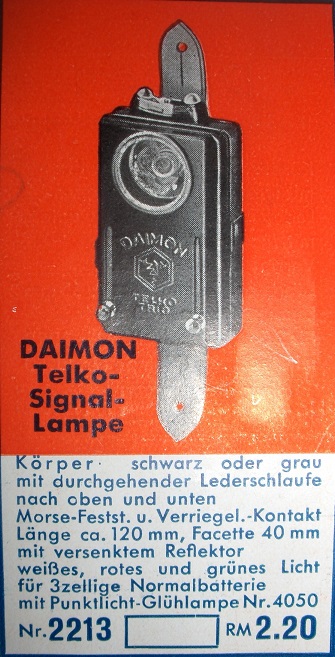 DAIMON
TELKO
TRIO
DAIMON
Telko-
Signal-
Lampe
Körper· schwarz oder grau
mit durchgehender Lederschlaufe
nach oben und unten
Morse-Festst. u. Verriegel.-Kontakt
Länge ca. 120 mm, Facette 40 mm
mit versenktem Reflektor
weißes, rotes und grünes Licht
für 3zellige Normalbatterie
mit Punktlicht-Glühlampe Nr. 4050
Nr. 2213 RM 2.20